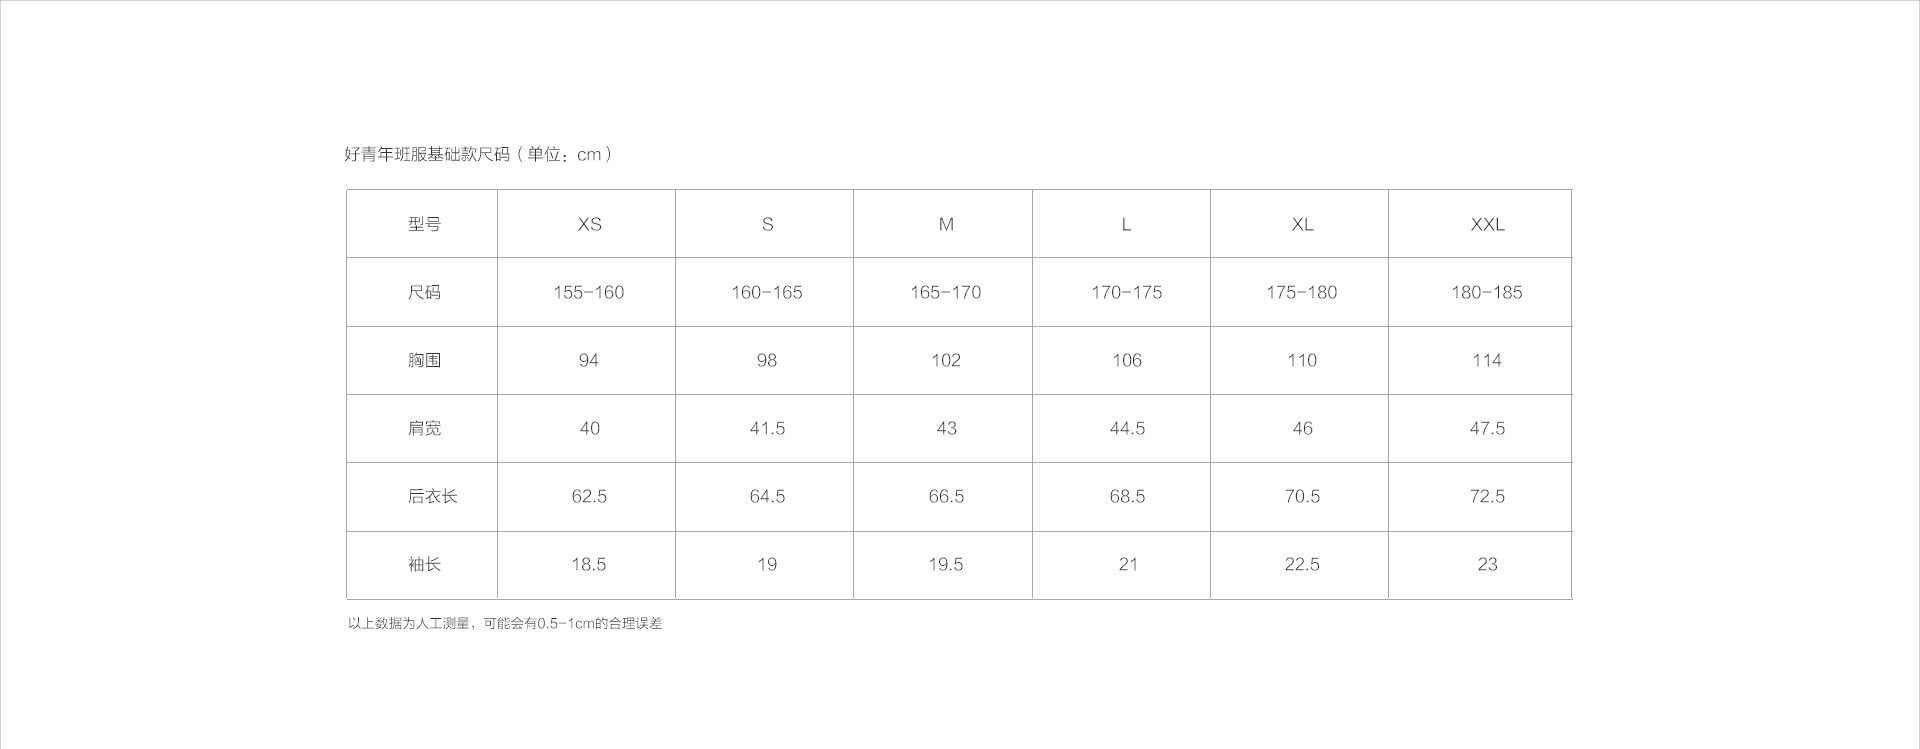 好青年班服基础款尺码（单位：cm）
型号 XS S M L XL XXL
尺码 155-160 160-165 165-170 170-175 175-180 180-185
胸围 94 98 102 106 110 114
肩宽 40 41.5 43 44.5 46 47.5
后衣长 62.5 64.5 66.5 68.5 70.5 72.5
袖长 18.5 19 19.5 21 22.5 23
以上数据为人工测量，可能会有0.5-1cm的合理误差